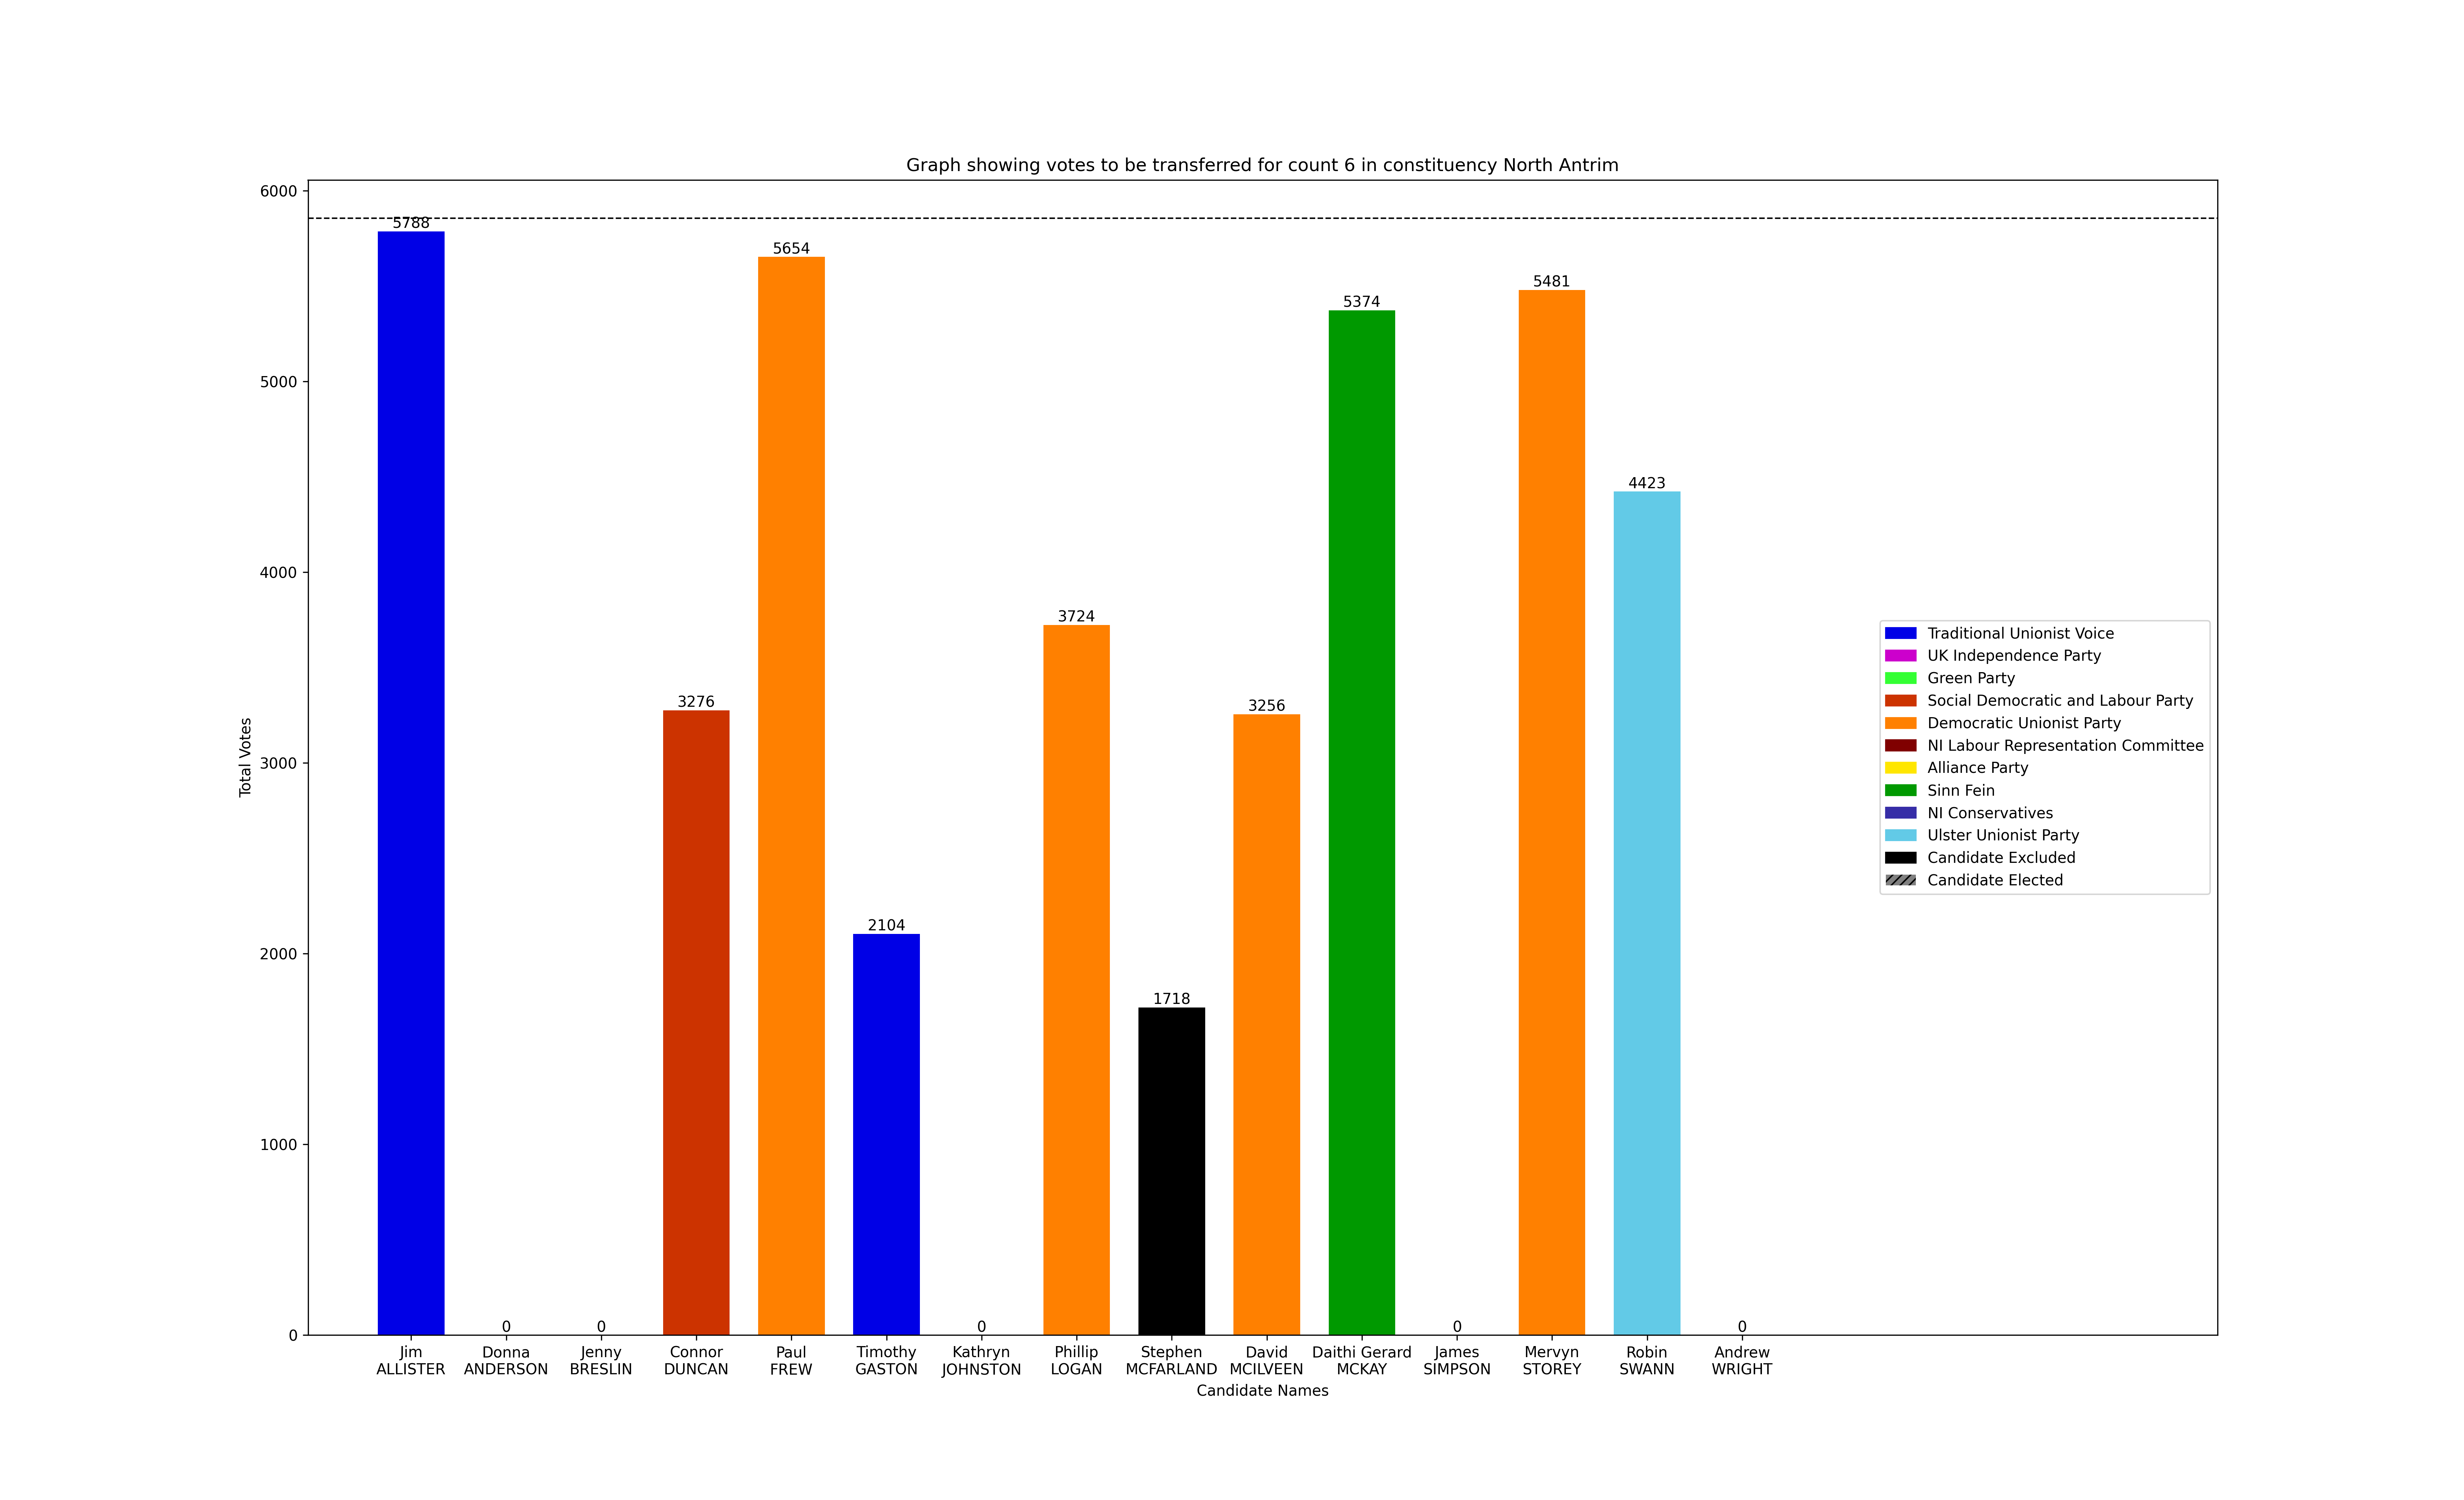 Graph showing votes to be transferred for count 6 in constituency North Antrim
6000
5000
4000
3000
2000
1000
0
Total Votes
5788
0
0
3276
5654
2104
0
3724
1718
3256
5374
0
5481
4423
0
Traditional Unionist Voice
UK Independence Party
Green Party
Social Democratic and Labour Party
Democratic Unionist Party
NI Labour Representation Committee
Alliance Party
Sinn Fein
NI Conservatives
Ulster Unionist Party
Candidate Excluded
Candidate Elected
Jim
ALLISTER
Donna
ANDERSON
Jenny
BRESLIN
Connor
DUNCAN
Paul
FREW
Timothy
GASTON
Kathryn
JOHNSTON
Phillip
LOGAN
Stephen
MCFARLAND
David
MCILVEEN
Daithi Gerard
MCKAY
James
SIMPSON
Mervyn
STOREY
Robin
SWANN
Andrew
WRIGHT
Candidate Names